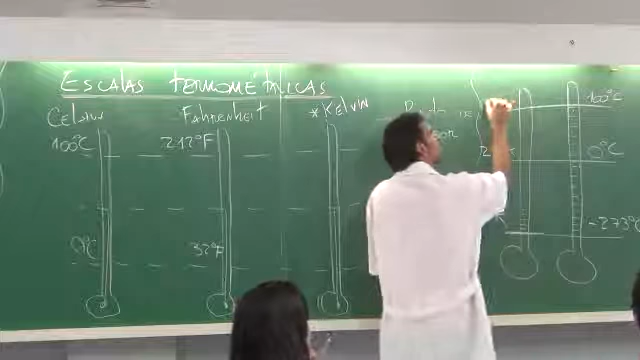 ESCALAS TERMOMÉTRICAS
CELSIUS FAHRENHEIT *KELVIN
100°C 212°F
0°C 32°F
100°C
0°C
-273°C